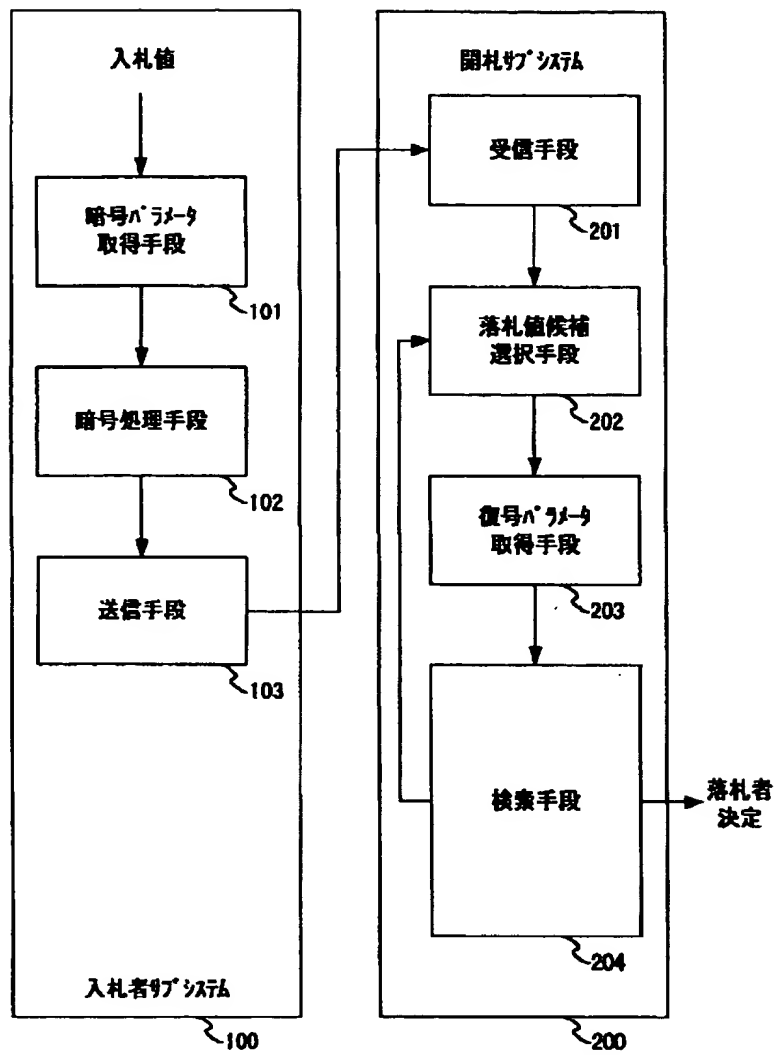 入札値
暗号パラメータ
取得手段
101
暗号処理手段
102
送信手段
103
入札者サブシステム
100
開札サブシステム
受信手段
201
落札値候補
選択手段
202
復号パラメータ
取得手段
203
検索手段
204
落札者
決定
200